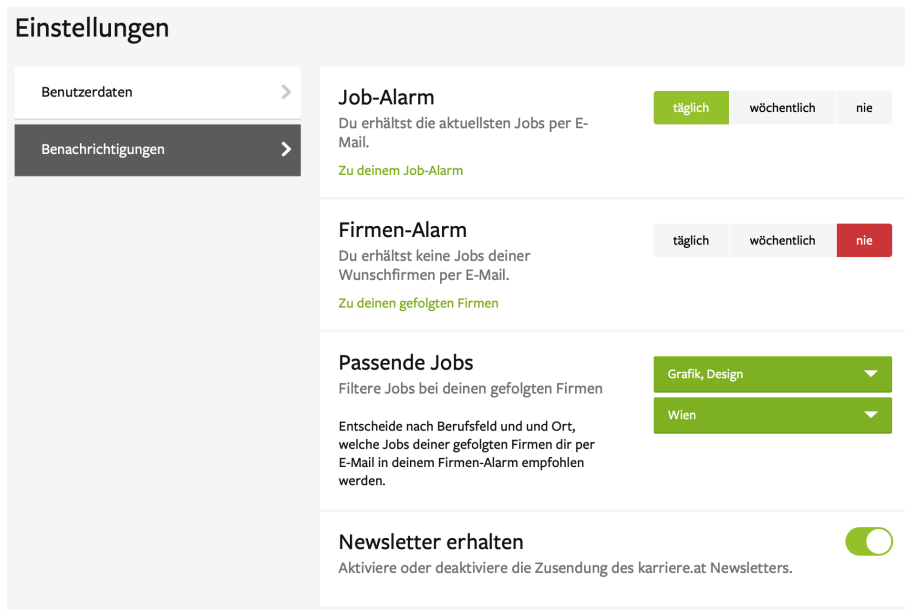 Einstellungen
Benutzerdaten
Benachrichtigungen
Job-Alarm
Du erhältst die aktuellsten Jobs per E-
Mail.
Zu deinem Job-Alarm
täglich wöchentlich nie
Firmen-Alarm
Du erhältst keine Jobs deiner
Wunschfirmen per E-Mail.
Zu deinen gefolgten Firmen
täglich wöchentlich nie
Passende Jobs
Filtere Jobs bei deinen gefolgten Firmen
Entscheide nach Berufsfeld und und Ort,
welche Jobs deiner gefolgten Firmen dir per
E-Mail in deinem Firmen-Alarm empfohlen
werden.
Grafik, Design
Wien
Newsletter erhalten
Aktiviere oder deaktiviere die Zusendung des karriere.at Newsletters.